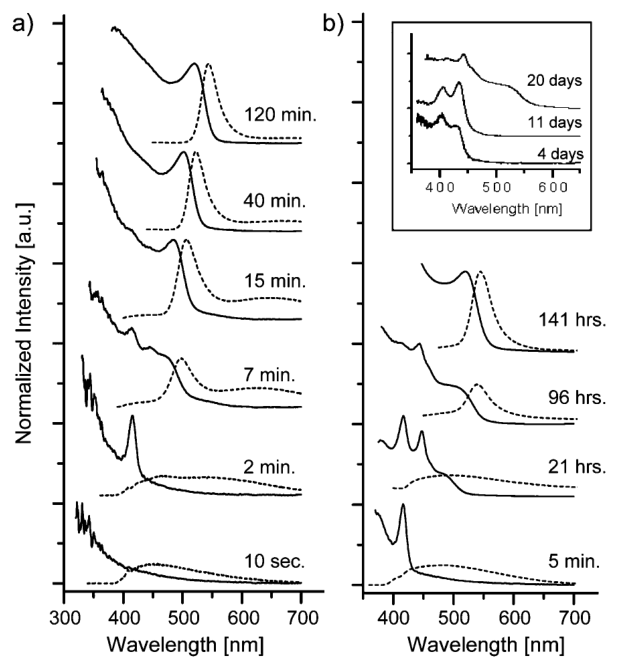 a)
Normalized Intensity [a.u.]
120 min.
40 min.
15 min.
7 min.
2 min.
10 sec.
300 400 500 600 700
Wavelength [nm]
b)
20 days
11 days
4 days
400 500 600
Wavelength [nm]
141 hrs.
96 hrs.
21 hrs.
5 min.
400 500 600 700
Wavelength [nm]